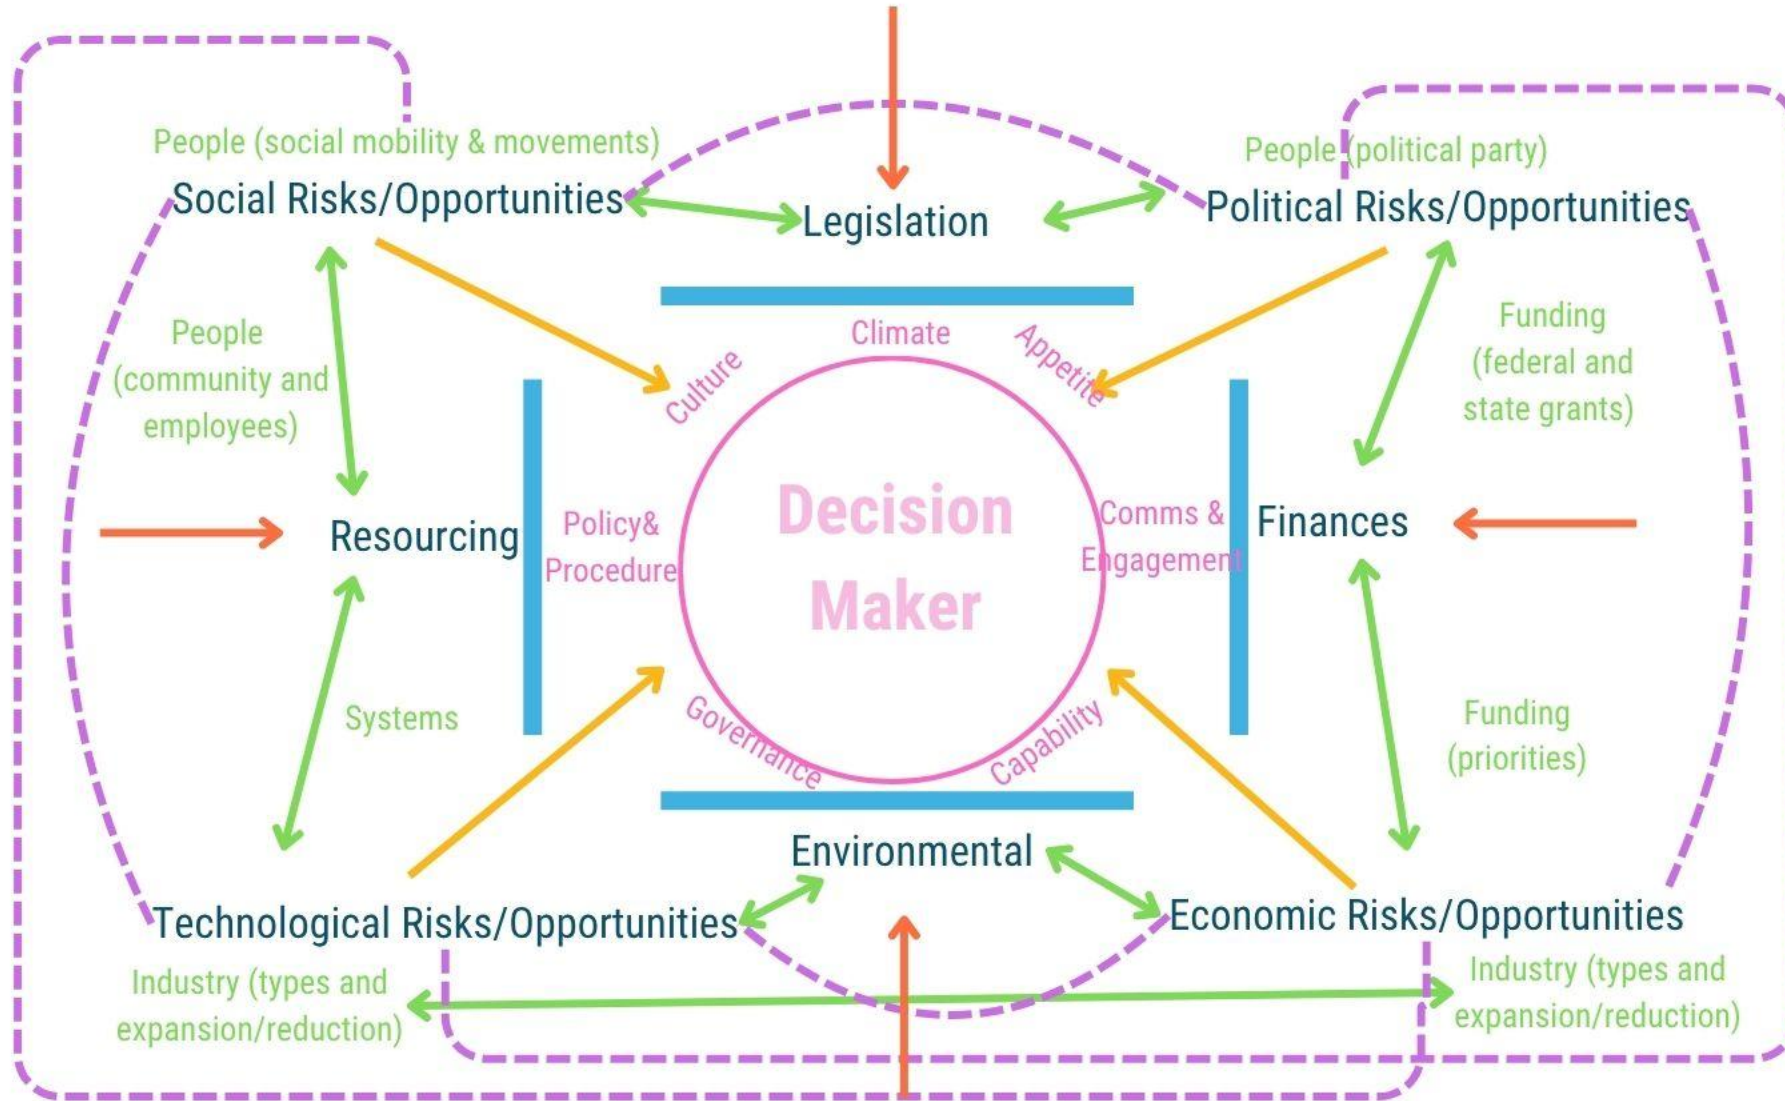 People (social mobility & movements)
People (political party)
Social Risks/Opportunities
Legislation
Political Risks/Opportunities
People
(community and
employees)
Climate
Culture
Appetite
Funding
(federal and
state grants)
Resourcing
Policy&
Procedure
Decision
Maker
Comms &
Engagement
Finances
Systems
Governance
Capability
Funding
(priorities)
Environmental
Technological Risks/Opportunities
Economic Risks/Opportunities
Industry (types and
expansion/reduction)
Industry (types and
expansion/reduction)